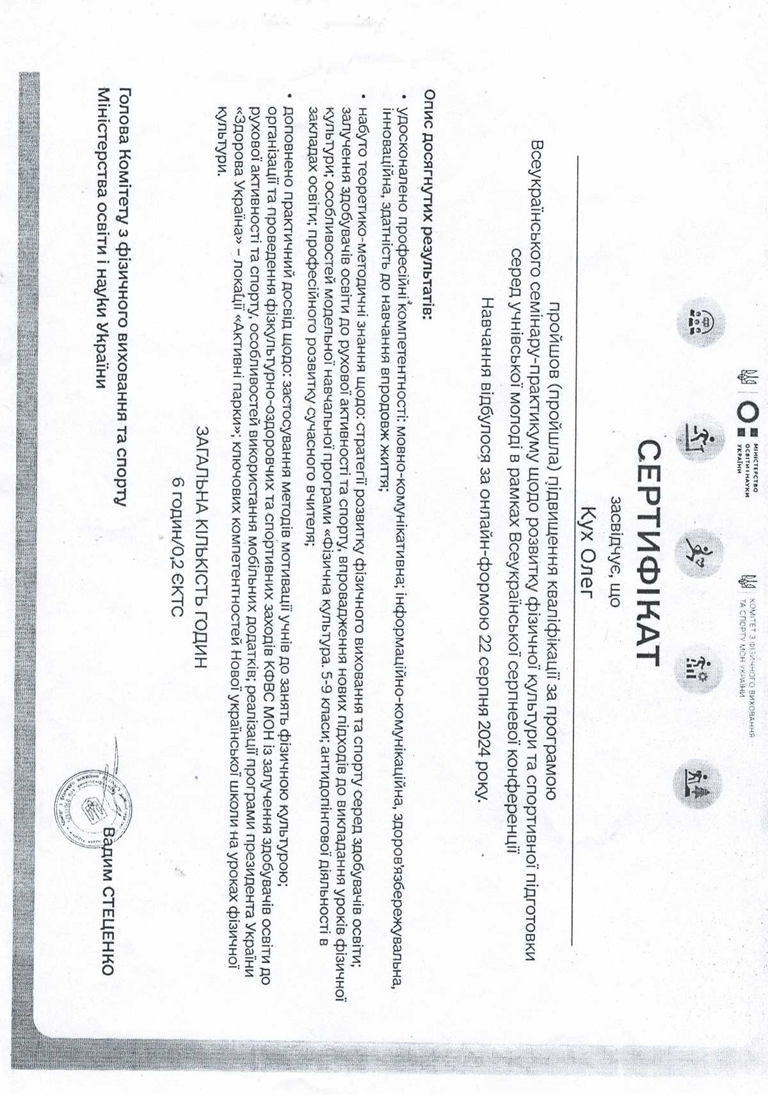 МІНІСТЕРСТВО
ОСВІТИ І НАУКИ
УКРАЇНИ
КОМІТЕТ З ФІЗИЧНОГО ВИХОВАННЯ
ТА СПОРТУ МОН УКРАЇНИ
СЕРТИФІКАТ
засвідчує, що
Кух Олег
пройшов (пройшла) підвищення кваліфікації за програмою
Всеукраїнського семінару-практикуму щодо розвитку фізичної культури та спортивної підготовки
серед учнівської молоді в рамках Всеукраїнської серпневої конференції
Навчання відбулося за онлайн-формою 22 серпня 2024 року.
Опис досягнутих результатів:
• удосконалено професійні компетентності: мовно-комунікативна; інформаційно-комунікаційна, здоров'язбережувальна,
інноваційна, здатність до навчання впродовж життя;
• набуто теоретико-методичні знання щодо: стратегії розвитку фізичного виховання та спорту серед здобувачів освіти;
залучення здобувачів освіти до рухової активності та спорту, впровадження нових підходів до викладання уроків фізичної
культури; особливостей модельної навчальної програми «Фізична культура. 5-9 класи; антидопінгової діяльності в
закладах освіти; професійного розвитку сучасного вчителя;
• доповнено практичний досвід щодо: застосування методів мотивації учнів до занять фізичною культурою;
організації та проведення фізкультурно-оздоровчих та спортивних заходів КФВС МОН із залучення здобувачів освіти до
рухової активності та спорту, особливостей використання мобільних додатків; реалізації програми президента України
«Здорова Україна» – локації «Активні парки»; ключових компетентностей Нової української школи на уроках фізичної
культури.
ЗАГАЛЬНА КІЛЬКІСТЬ ГОДИН
6 годин/0,2 ЄКТС
Голова Комітету з фізичного виховання та спорту
Міністерства освіти і науки України
Вадим СТЕЦЕНКО